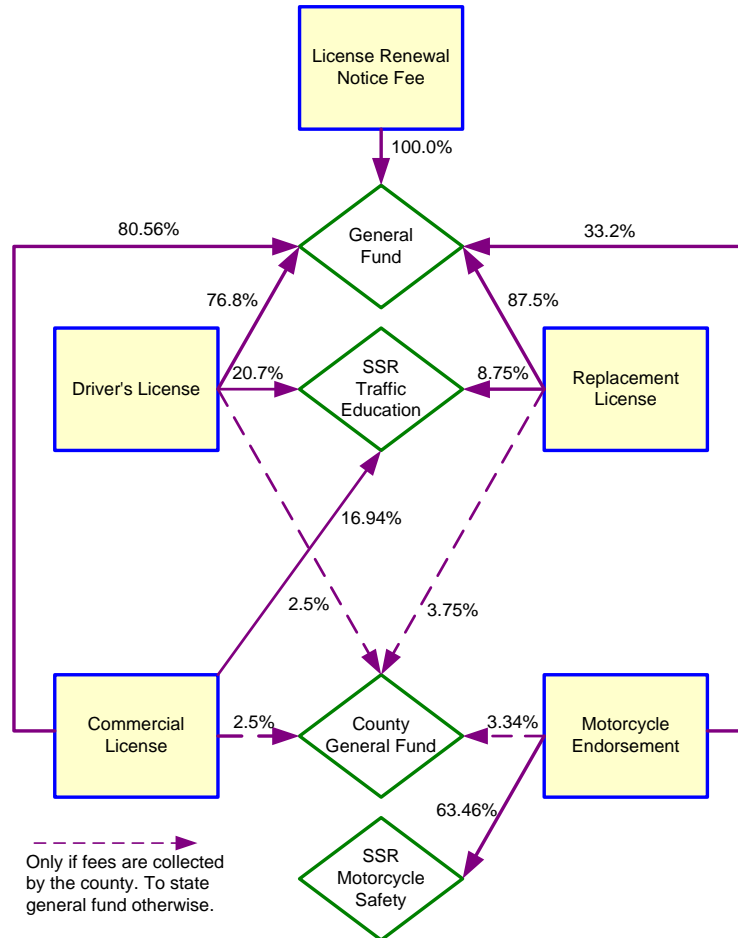 License Renewal
Notice Fee
100.0%
80.56%
General
Fund
33.2%
76.8%
87.5%
Driver's License
20.7%
SSR
Traffic
Education
8.75%
Replacement
License
16.94%
2.5%
3.75%
Commercial
License
2.5%
County
General Fund
3.34%
Motorcycle
Endorsement
63.46%
SSR
Motorcycle
Safety
Only if fees are collected
by the county. To state
general fund otherwise.